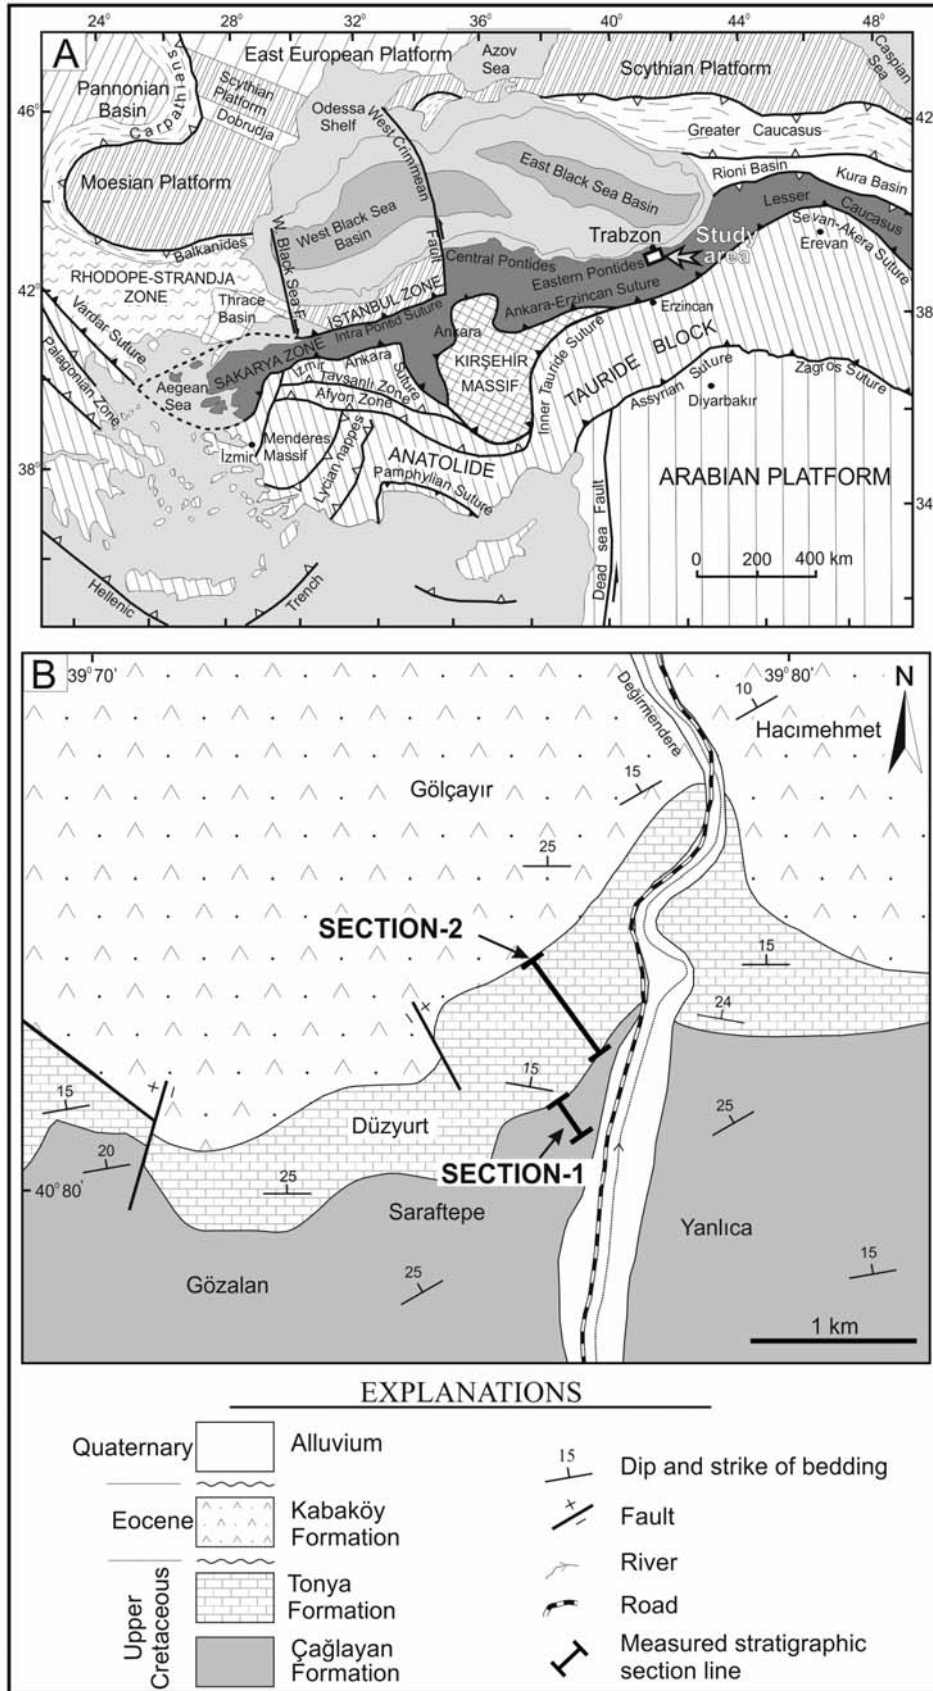 24°
28°
32°
36°
40°
44°
48°
A
East European Platform
Azov
Sea
Scythian Platform
Caspian
Sea
Pannonian
Basin
Carpathians
Scythian
Platform
Dobrudja
Odessa
Shelf
West Crimmean
Fault
46°
42
Greater Caucasus
Moesian Platform
East Black Sea
Basin
Rioni Basin
Kura Basin
Lesser
Caucasus
West Black Sea
Basin
W. Black Sea F.
Balkanides
Trabzon
Study
area
Sevan-Akera Suture
Erevan
Central Pontides
Eastern Pontides
RHODOPE-STRANDJA
ZONE
42°
Thrace
Basin
ISTANBUL ZONE
Intra Pontid Suture
Ankara-Erzincan Suture
Erzincan
38°
Vardar Suture
Palagonian Zone
SAKARYA ZONE
Ankara
İzmir
Ankara
Suture
KIRŞEHİR
MASSIF
Inner Tauride Suture
TAURIDE BLOCK
Aegean
Sea
Tavşanlı Zone
Afyon Zone
Assyrian Suture
Zagros Suture
Diyarbakır
İzmir
Menderes
Massif
Lycian nappes
ANATOLIDE
Pamphylian Suture
38°
ARABIAN PLATFORM
34
Dead sea Fault
0 200 400 km
Hellenic
Trench
B
39° 70'
39° 80'
N
Değirmendere
10
Hacımehmet
15
Gölçayır
25
SECTION-2
15
24
+
−
15
15
+
−
Düzyurt
25
20
SECTION-1
40° 80'
25
Saraftepe
Yanlıca
Gözalan
25
15
1 km
EXPLANATIONS
Quaternary
Alluvium
Eocene
Kabaköy
Formation
Upper
Cretaceous
Tonya
Formation
Çağlayan
Formation
15
Dip and strike of bedding
+
−
Fault
River
Road
Measured stratigraphic
section line